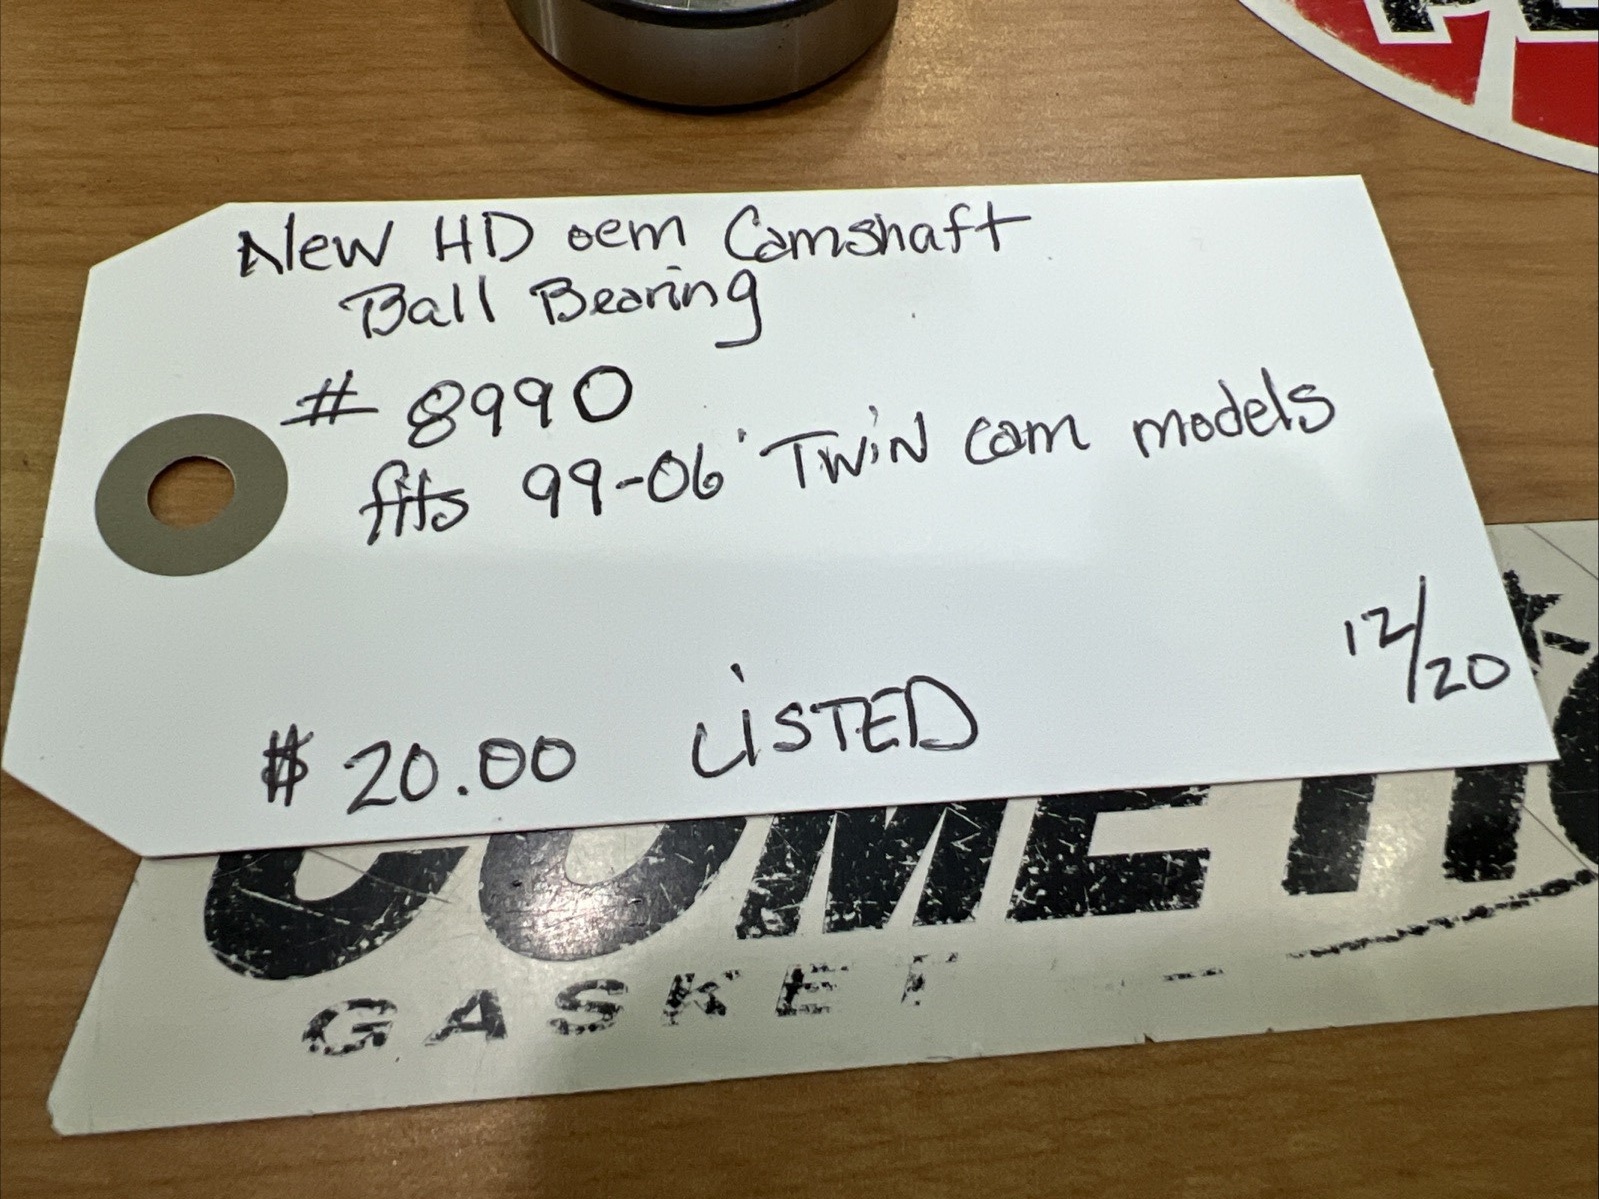 New HD oem Camshaft
Ball Bearing
# 8990
fits 99-06' Twin cam models
12/20
$ 20.00 LiSTED
GASKET